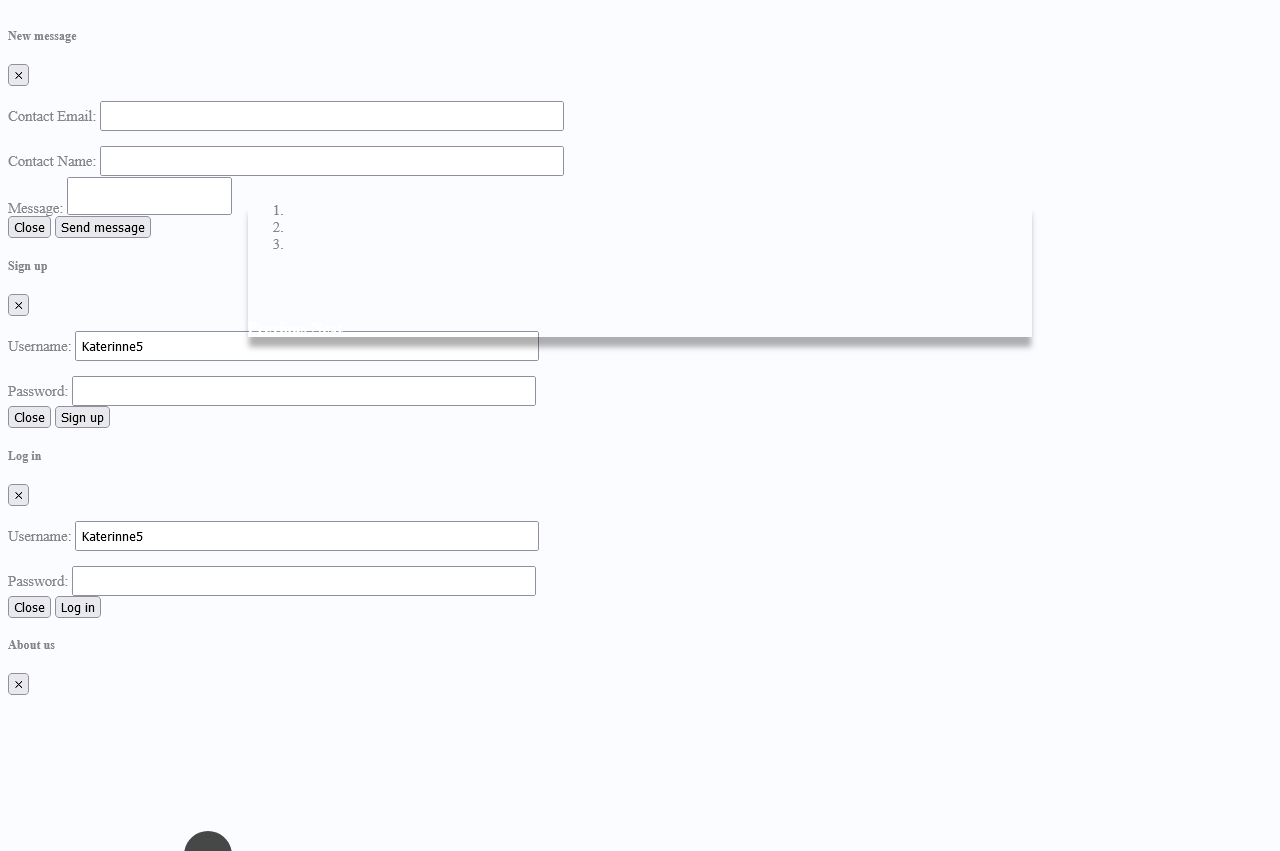 New message
×
Contact Email:
Contact Name:
Message:
Close Send message
1.
2.
3.
Sign up
×
Username: Katerinne5
Password:
Close Sign up
Log in
×
Username: Katerinne5
Password:
Close Log in
About us
×